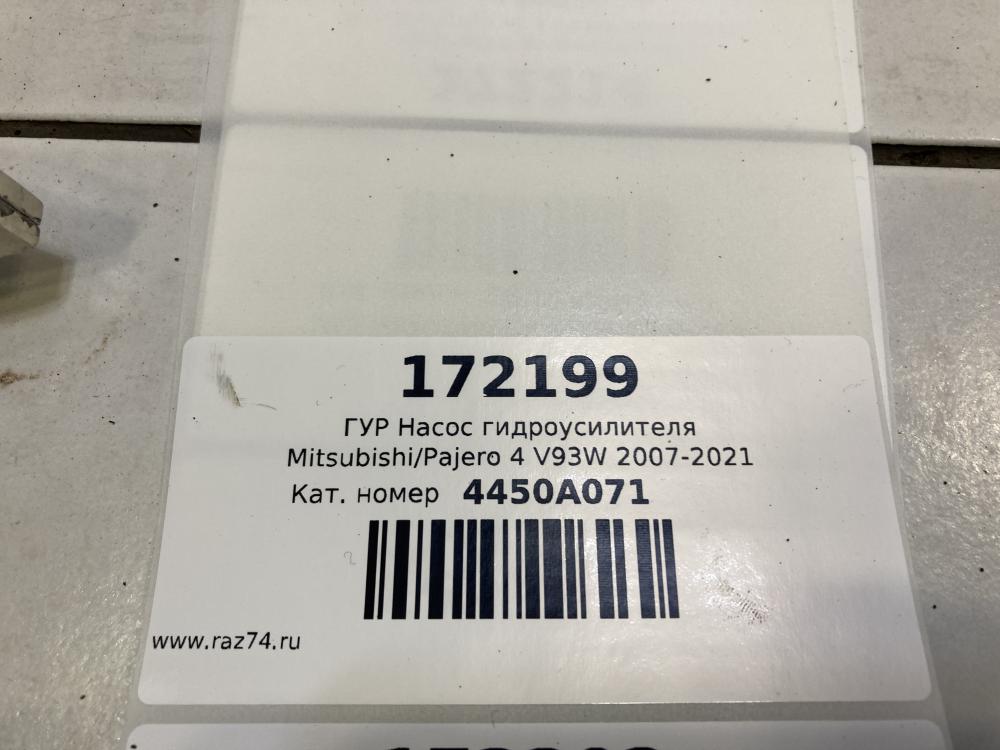 172199
ГУР Насос гидроусилителя
Mitsubishi/Pajero 4 V93W 2007-2021
Кат. номер 4450A071
www.raz74.ru